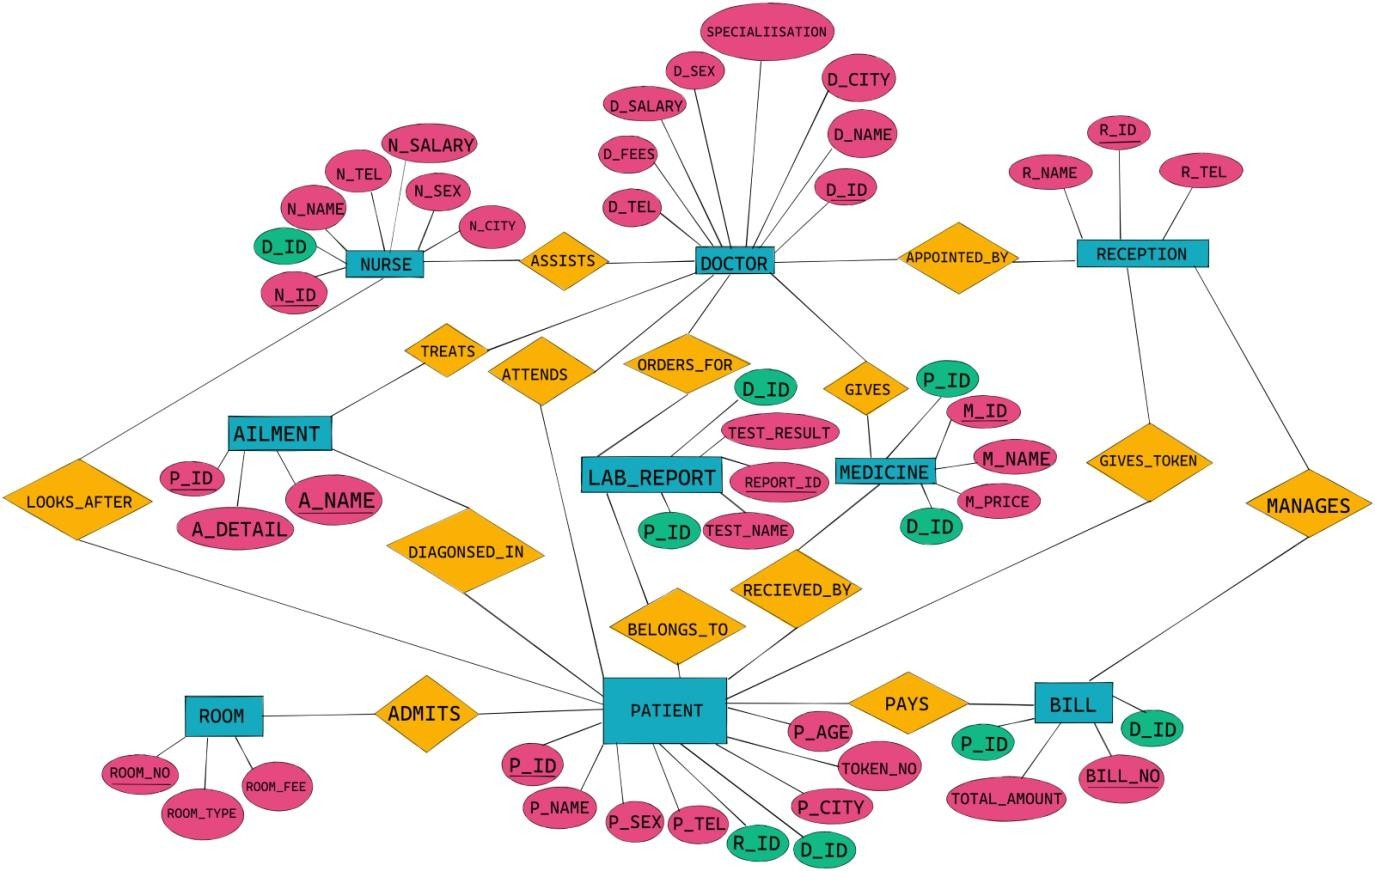 SPECIALIISATION
D_SEX
D_CITY
D_SALARY
D_NAME
D_FEES
D_ID
D_TEL
R_ID
R_NAME
R_TEL
N_SALARY
N_TEL
N_SEX
N_NAME
N_CITY
D_ID
N_ID
NURSE
ASSISTS
DOCTOR
APPOINTED_BY
RECEPTION
TREATS
ATTENDS
ORDERS_FOR
GIVES
D_ID
P_ID
M_ID
TEST_RESULT
AILMENT
LAB_REPORT
MEDICINE
M_NAME
GIVES_TOKEN
P_ID
A_NAME
REPORT_ID
M_PRICE
LOOKS_AFTER
MANAGES
A_DETAIL
P_ID
TEST_NAME
D_ID
DIAGONSED_IN
RECIEVED_BY
BELONGS_TO
ROOM
ADMITS
PATIENT
PAYS
BILL
P_AGE
P_ID
D_ID
ROOM_NO
ROOM_FEE
ROOM_TYPE
P_ID
TOKEN_NO
BILL_NO
TOTAL_AMOUNT
P_NAME
P_CITY
P_SEX
P_TEL
R_ID
D_ID